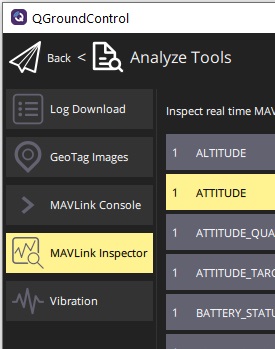 QGroundControl
Back < Analyze Tools
Log Download
GeoTag Images
MAVLink Console
MAVLink Inspector
Vibration
Inspect real time MAV
1 ALTITUDE
1 ATTITUDE
1 ATTITUDE_QUA
1 ATTITUDE_TARG
1 BATTERY_STATU